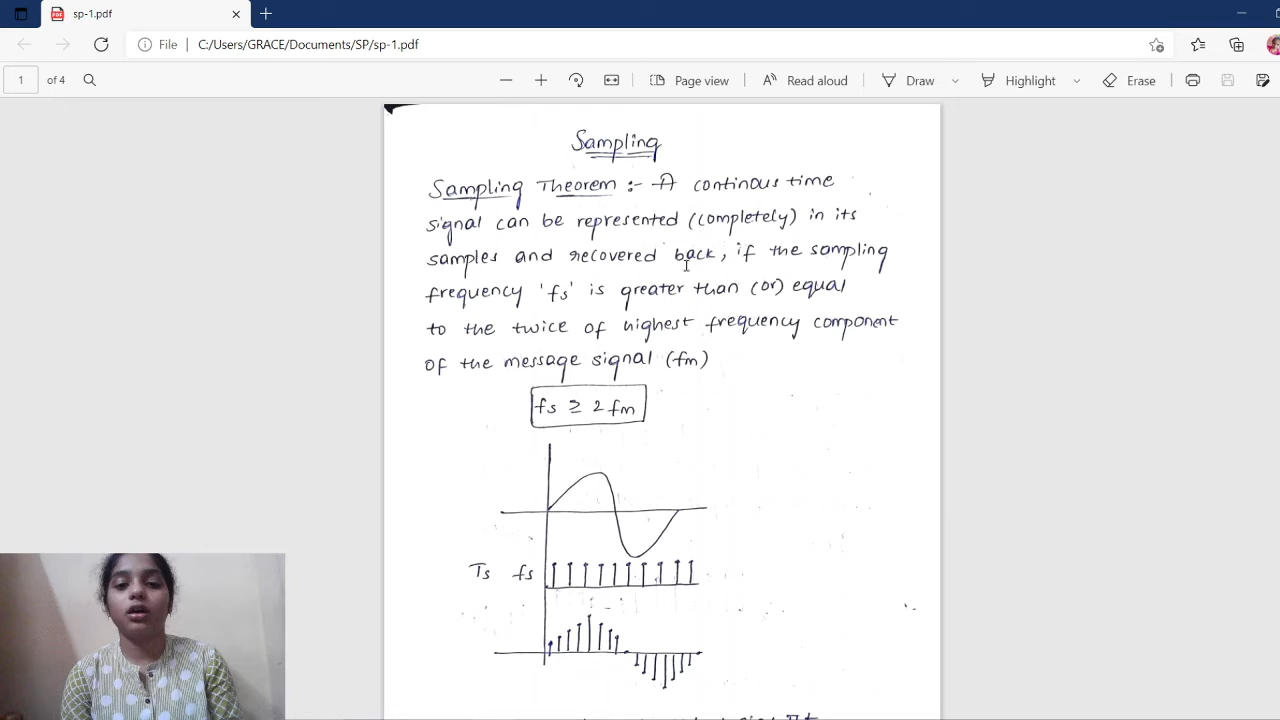 sp-1.pdf
File C:/Users/GRACE/Documents/SP/sp-1.pdf
1 of 4 Page view Read aloud Draw Highlight Erase
Sampling
Sampling Theorem :- A continous time
signal can be represented (completely) in its
samples and recovered back, if the sampling
frequency 'fs' is greater than (or) equal
to the twice of highest frequency component
of the message signal (fm)
fs ≥ 2 fm
Ts fs